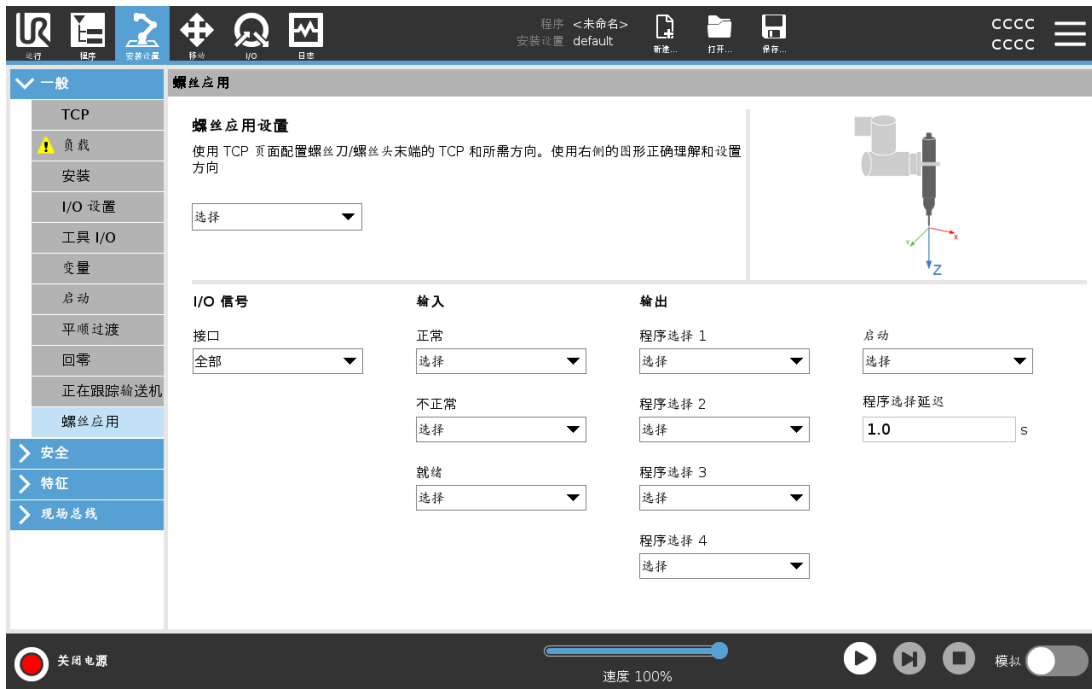 UR
运行
程序
安装设置
移动
I/O
日志
程序 <未命名>
安装设置 default
新建...
打开...
保存...
CCCC
CCCC
一般
TCP
负载
安装
I/O 设置
工具 I/O
变量
启动
平顺过渡
回零
正在跟踪输送机
螺丝应用
安全
特征
现场总线
螺丝应用
螺丝应用设置
使用 TCP 页面配置螺丝刀/螺丝头末端的 TCP 和所需方向。使用右侧的图形正确理解和设置
方向
选择
X
Y
Z
I/O 信号
接口
全部
输入
正常
选择
不正常
选择
就绪
选择
输出
程序选择 1
选择
程序选择 2
选择
程序选择 3
选择
程序选择 4
选择
启动
选择
程序选择延迟
1.0 s
关闭电源
速度 100%
模拟